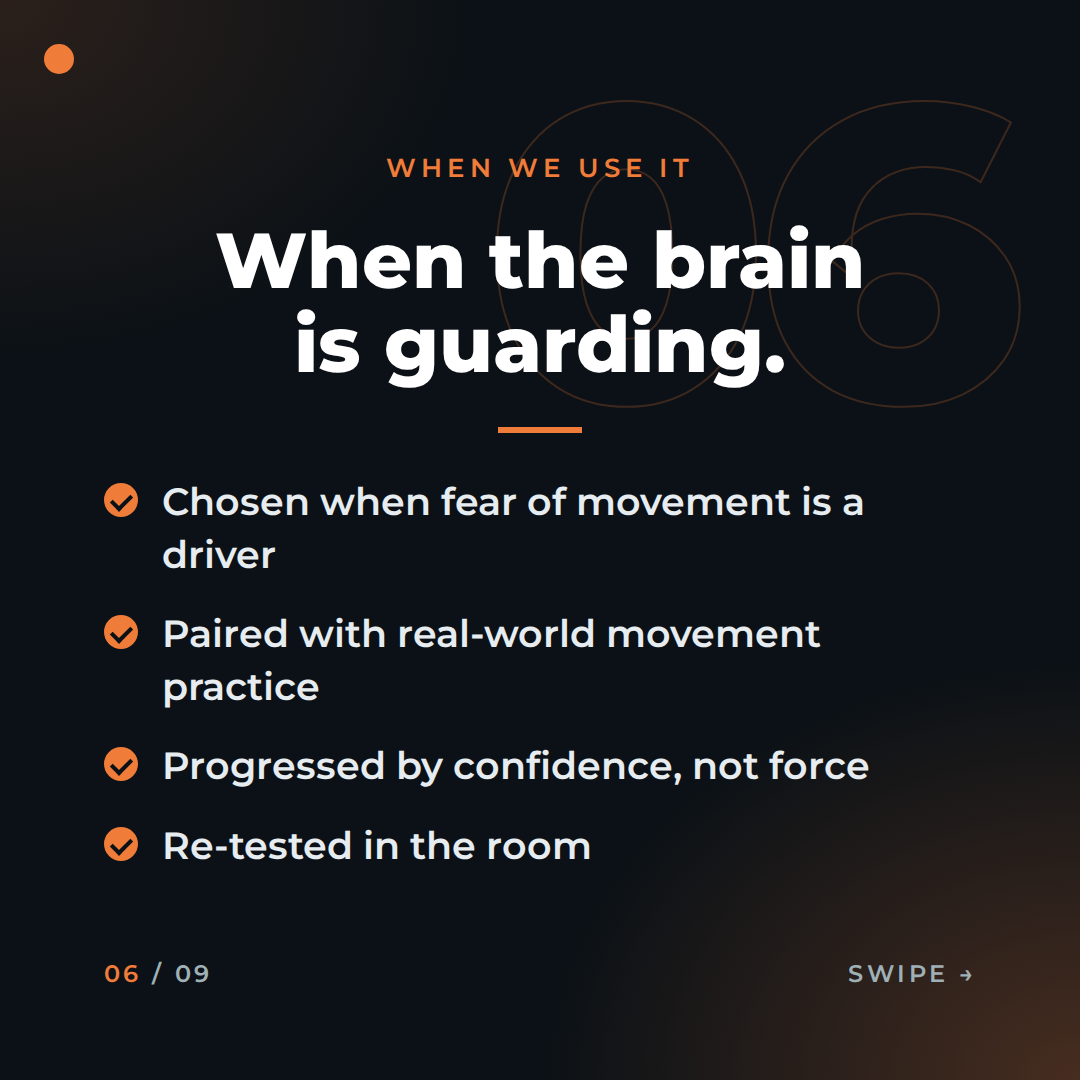 06
WHEN WE USE IT
When the brain
is guarding.
Chosen when fear of movement is a
driver
Paired with real-world movement
practice
Progressed by confidence, not force
Re-tested in the room
06 / 09
SWIPE →